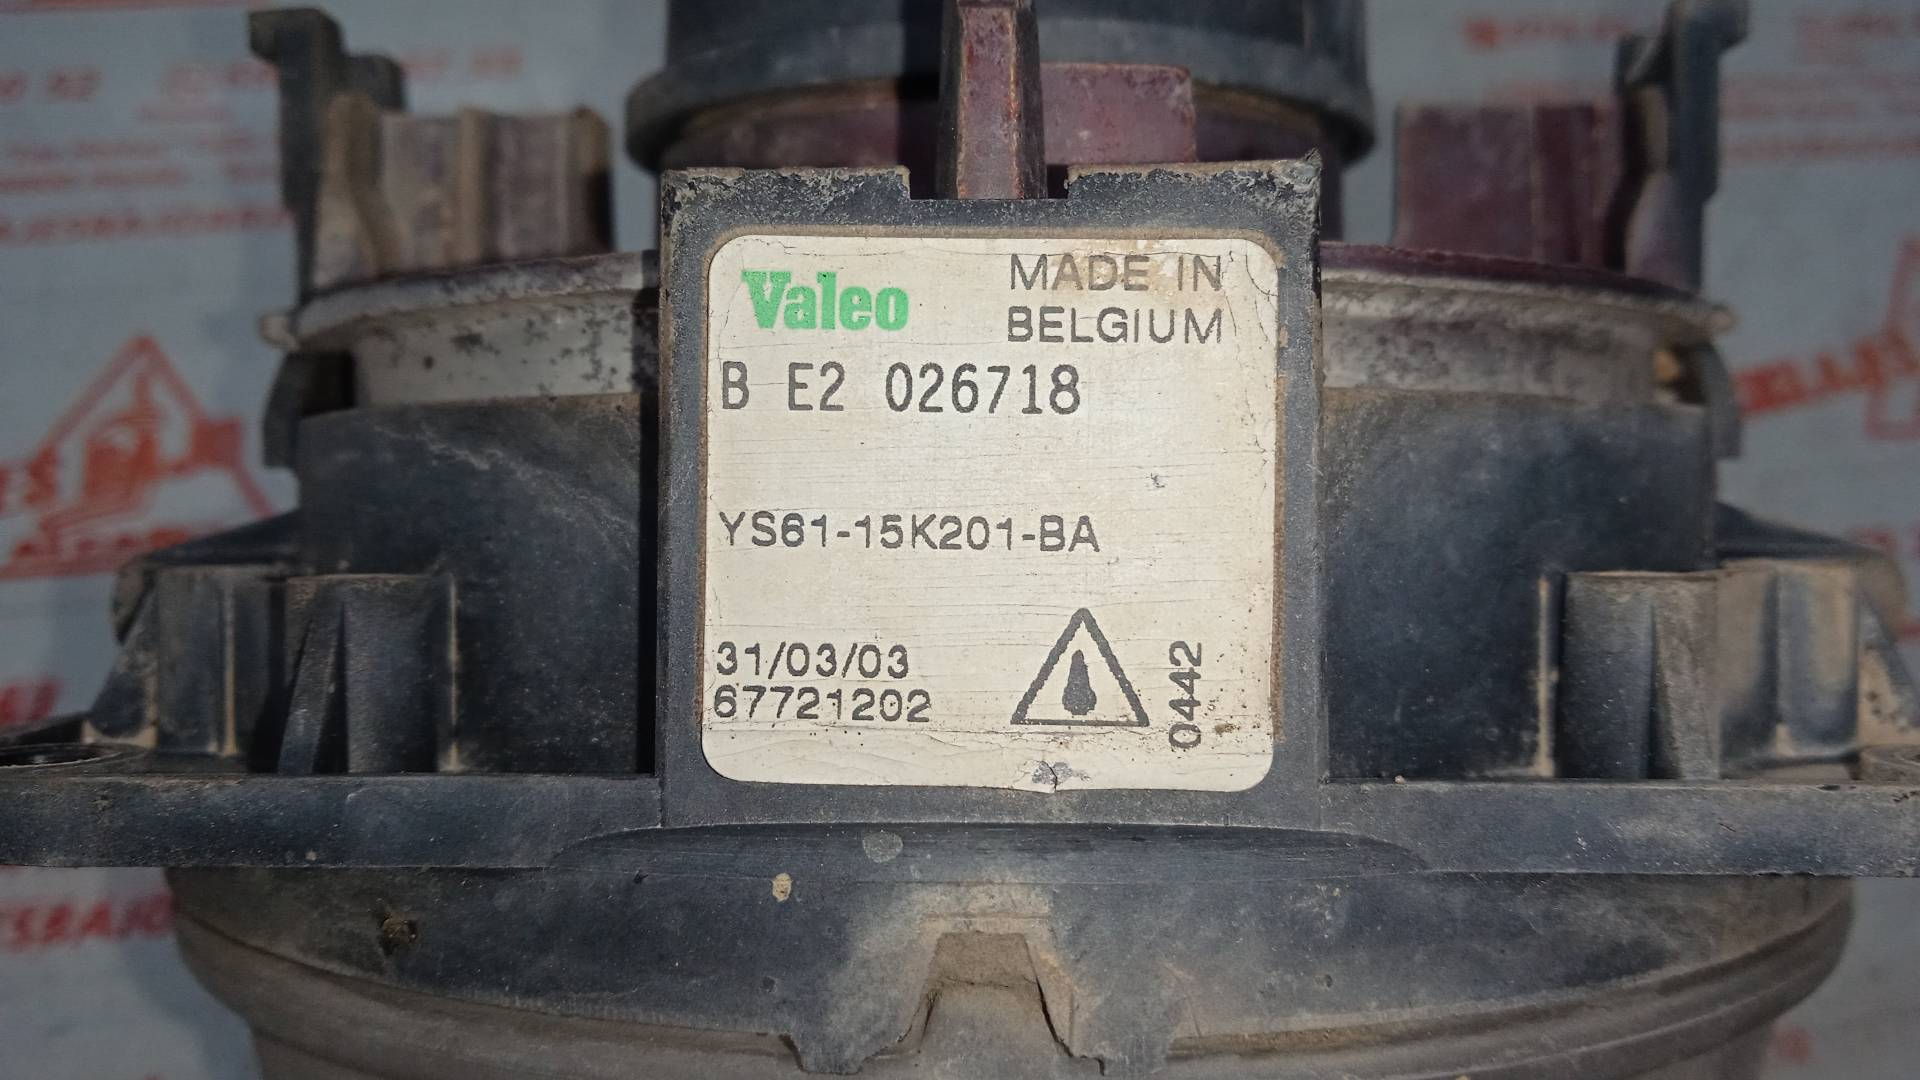 Valeo
MADE IN
BELGIUM
B E2 026718
YS61-15K201-BA
31/03/03
67721202
0442